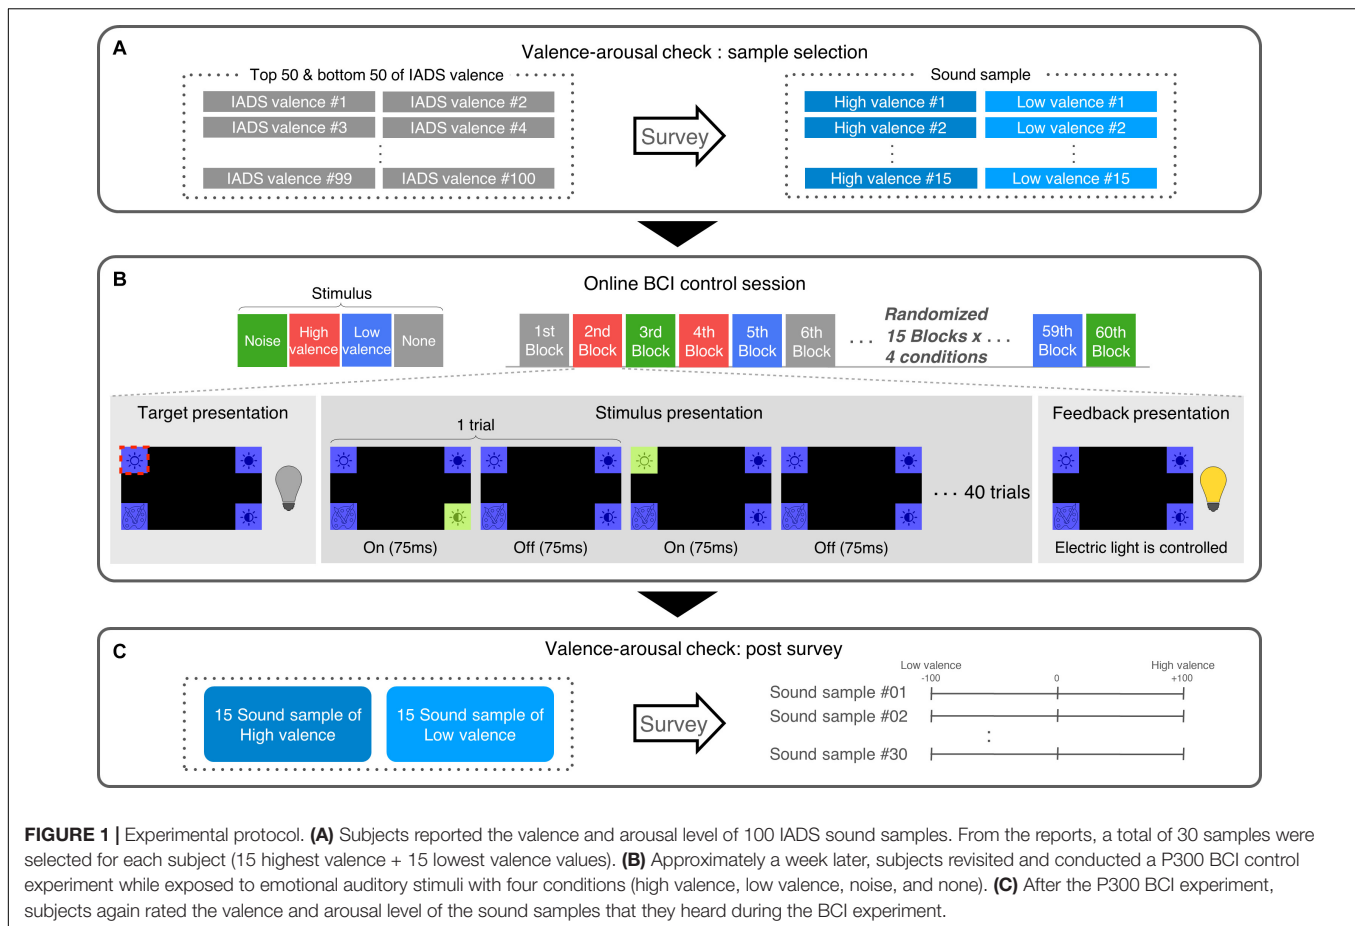 A
Valence-arousal check : sample selection
Top 50 & bottom 50 of IADS valence
IADS valence #1
IADS valence #2
IADS valence #3
IADS valence #4
:
IADS valence #99
IADS valence #100
Survey
Sound sample
High valence #1
Low valence #1
High valence #2
Low valence #2
:
:
High valence #15
Low valence #15
B
Online BCI control session
Stimulus
Noise
High
valence
Low
valence
None
1st
Block
2nd
Block
3rd
Block
4th
Block
5th
Block
6th
Block
Randomized
... 15 Blocks x ...
4 conditions
59th
Block
60th
Block
Target presentation
Stimulus presentation
1 trial
On (75ms)
Off (75ms)
On (75ms)
Off (75ms)
... 40 trials
Feedback presentation
Electric light is controlled
C
Valence-arousal check: post survey
15 Sound sample of
High valence
15 Sound sample of
Low valence
Survey
Low valence
High valence
-100
0
+100
Sound sample #01
Sound sample #02
:
Sound sample #30
FIGURE 1 | Experimental protocol. (A) Subjects reported the valence and arousal level of 100 IADS sound samples. From the reports, a total of 30 samples were
selected for each subject (15 highest valence + 15 lowest valence values). (B) Approximately a week later, subjects revisited and conducted a P300 BCI control
experiment while exposed to emotional auditory stimuli with four conditions (high valence, low valence, noise, and none). (C) After the P300 BCI experiment,
subjects again rated the valence and arousal level of the sound samples that they heard during the BCI experiment.